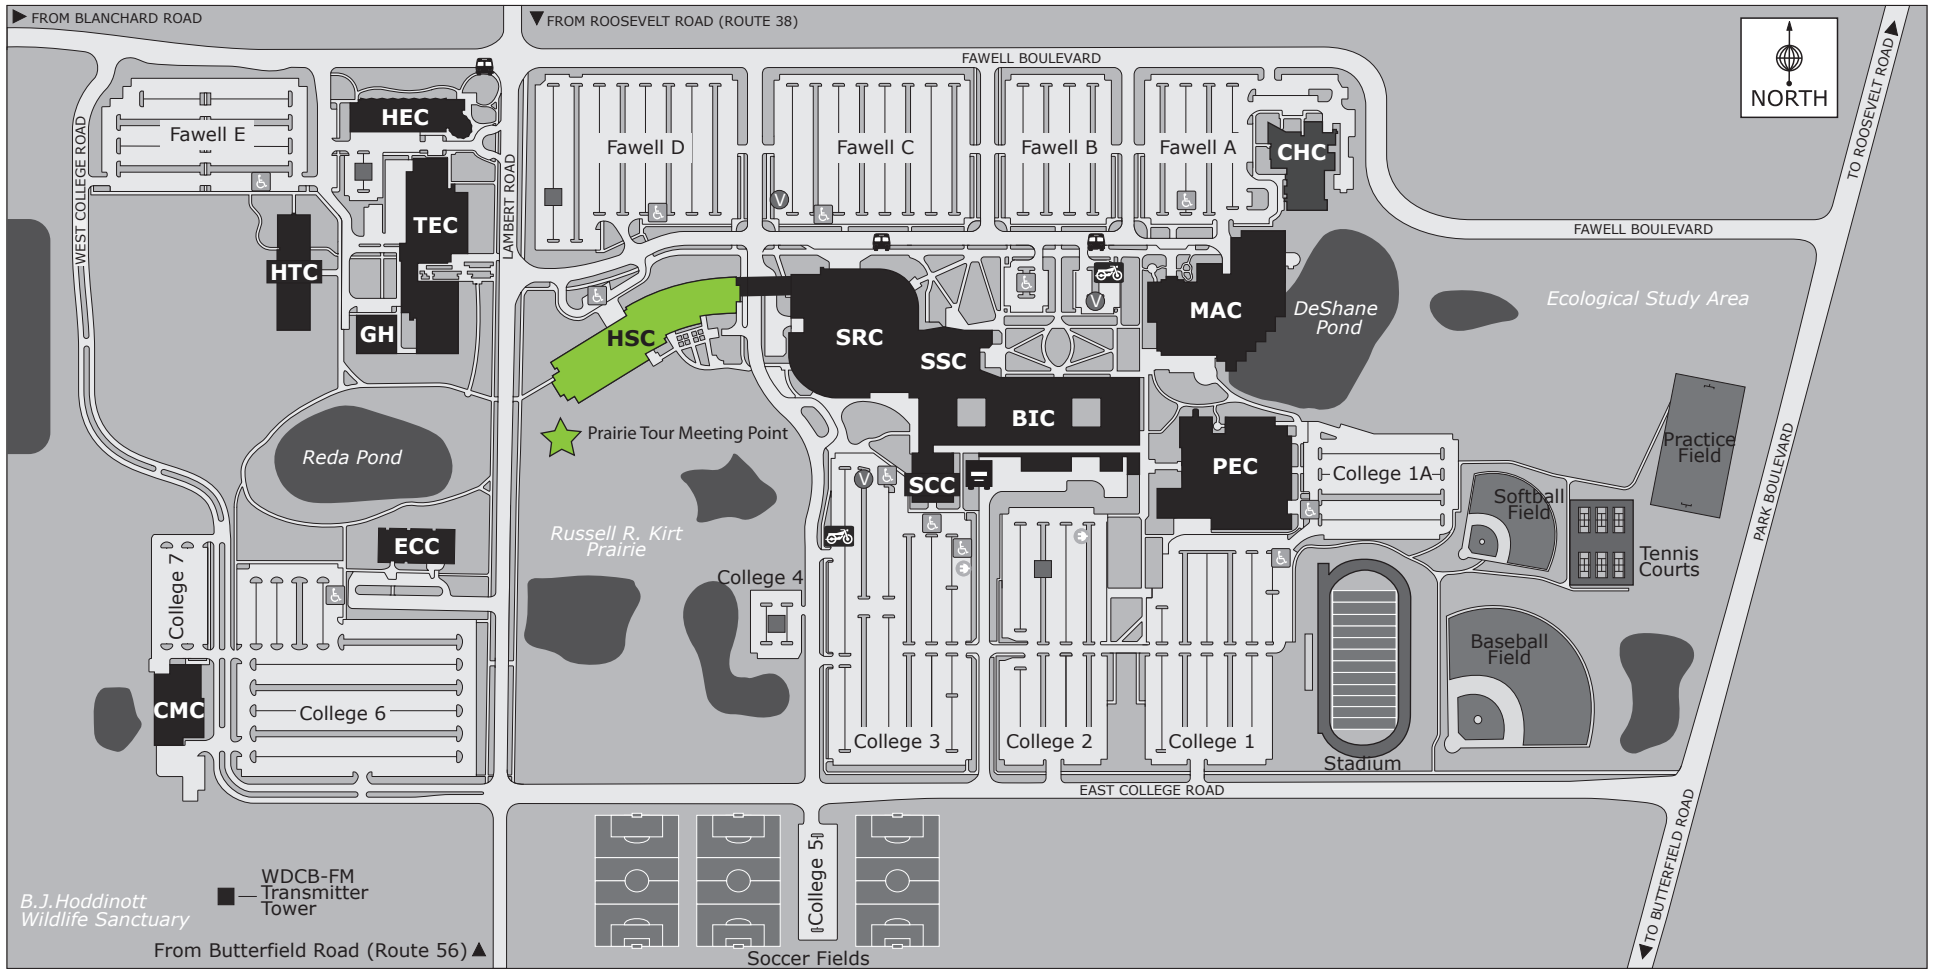 FROM BLANCHARD ROAD
FROM ROOSEVELT ROAD (ROUTE 38)
FAWELL BOULEVARD
NORTH
TO ROOSEVELT ROAD
WEST COLLEGE ROAD
Fawell E
HEC
LAMBERT ROAD
Fawell D
Fawell C
Fawell B
Fawell A
CHC
TEC
V
HTC
FAWELL BOULEVARD
GH
HSC
SRC
SSC
V
MAC
DeShane
Pond
Ecological Study Area
BIC
Prairie Tour Meeting Point
Reda Pond
PEC
College 1A
Practice
Field
PARK BOULEVARD
V
SCC
Softball
Field
Russell R. Kirt
Prairie
ECC
College 7
College 4
Tennis
Courts
Baseball
Field
CMC
College 6
College 3
College 2
College 1
Stadium
EAST COLLEGE ROAD
TO BUTTERFIELD ROAD
College 5
WDCB-FM
Transmitter
Tower
B.J.Hoddinott
Wildlife Sanctuary
From Butterfield Road (Route 56)
Soccer Fields